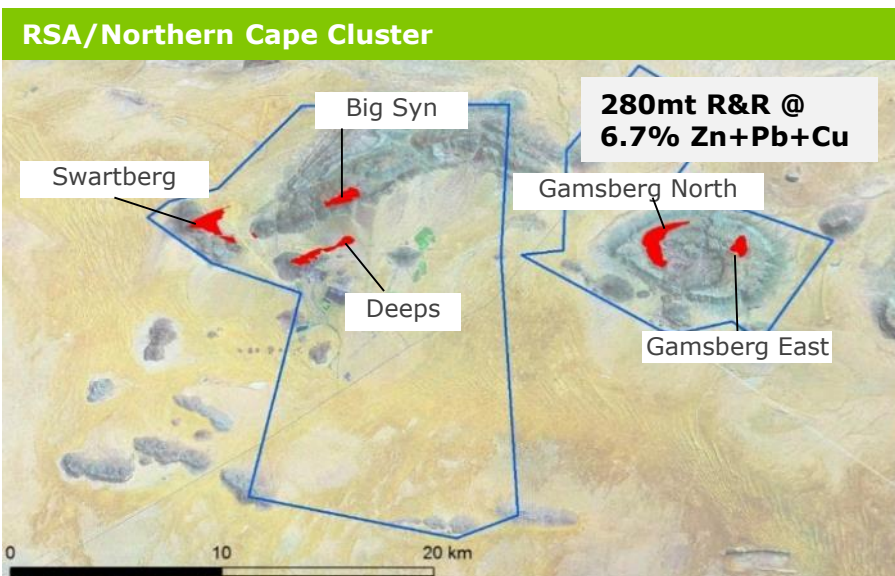 RSA/Northern Cape Cluster
Big Syn
280mt R&R @
6.7% Zn+Pb+Cu
Swartberg
Gamsberg North
Deeps
Gamsberg East
0 10 20 km